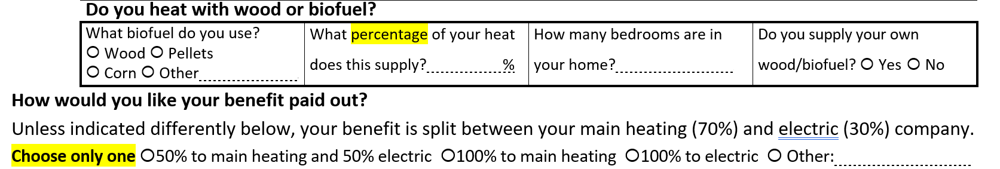 Do you heat with wood or biofuel?
What biofuel do you use?
O Wood O Pellets
O Corn O Other
What percentage of your heat
does this supply? %
How many bedrooms are in
your home?
Do you supply your own
wood/biofuel? O Yes O No
How would you like your benefit paid out?
Unless indicated differently below, your benefit is split between your main heating (70%) and electric (30%) company.
Choose only one O50% to main heating and 50% electric O100% to main heating O100% to electric O Other: